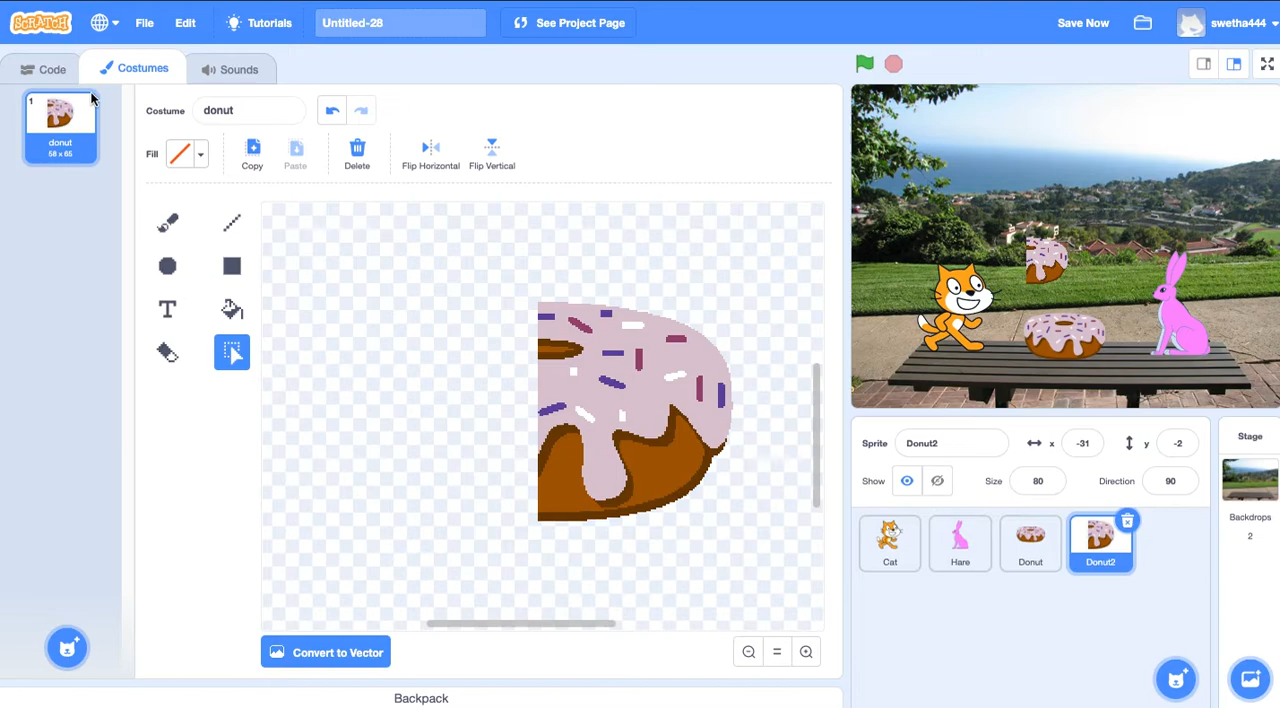 SCRATCH
File
Edit
Tutorials
Untitled-28
See Project Page
Save Now
swetha444
Code
Costumes
Sounds
1
donut
58 x 65
Costume
donut
Fill
Copy
Paste
Delete
Flip Horizontal
Flip Vertical
T
Convert to Vector
Backpack
Sprite
Donut2
x
-31
y
-2
Show
Size
80
Direction
90
Cat
Hare
Donut
Donut2
Stage
Backdrops
2